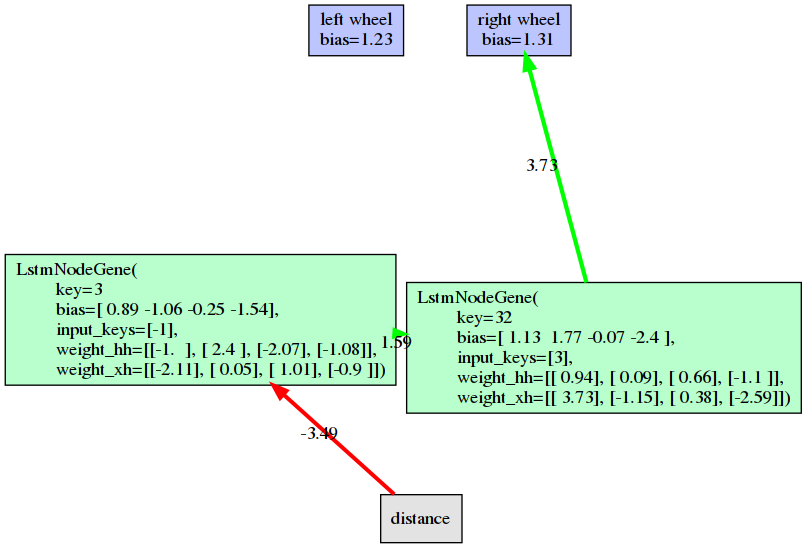 left wheel
bias=1.23
right wheel
bias=1.31
3.73
LstmNodeGene(
key=3
bias=[ 0.89 -1.06 -0.25 -1.54],
input_keys=[-1],
weight_hh=[[-1.  ], [ 2.4 ], [-2.07], [-1.08]],
weight_xh=[[-2.11], [ 0.05], [ 1.01], [-0.9 ]])
1.59
LstmNodeGene(
key=32
bias=[ 1.13  1.77 -0.07 -2.4 ],
input_keys=[3],
weight_hh=[[ 0.94], [ 0.09], [ 0.66], [-1.1 ]],
weight_xh=[[ 3.73], [-1.15], [ 0.38], [-2.59]])
-3.49
distance